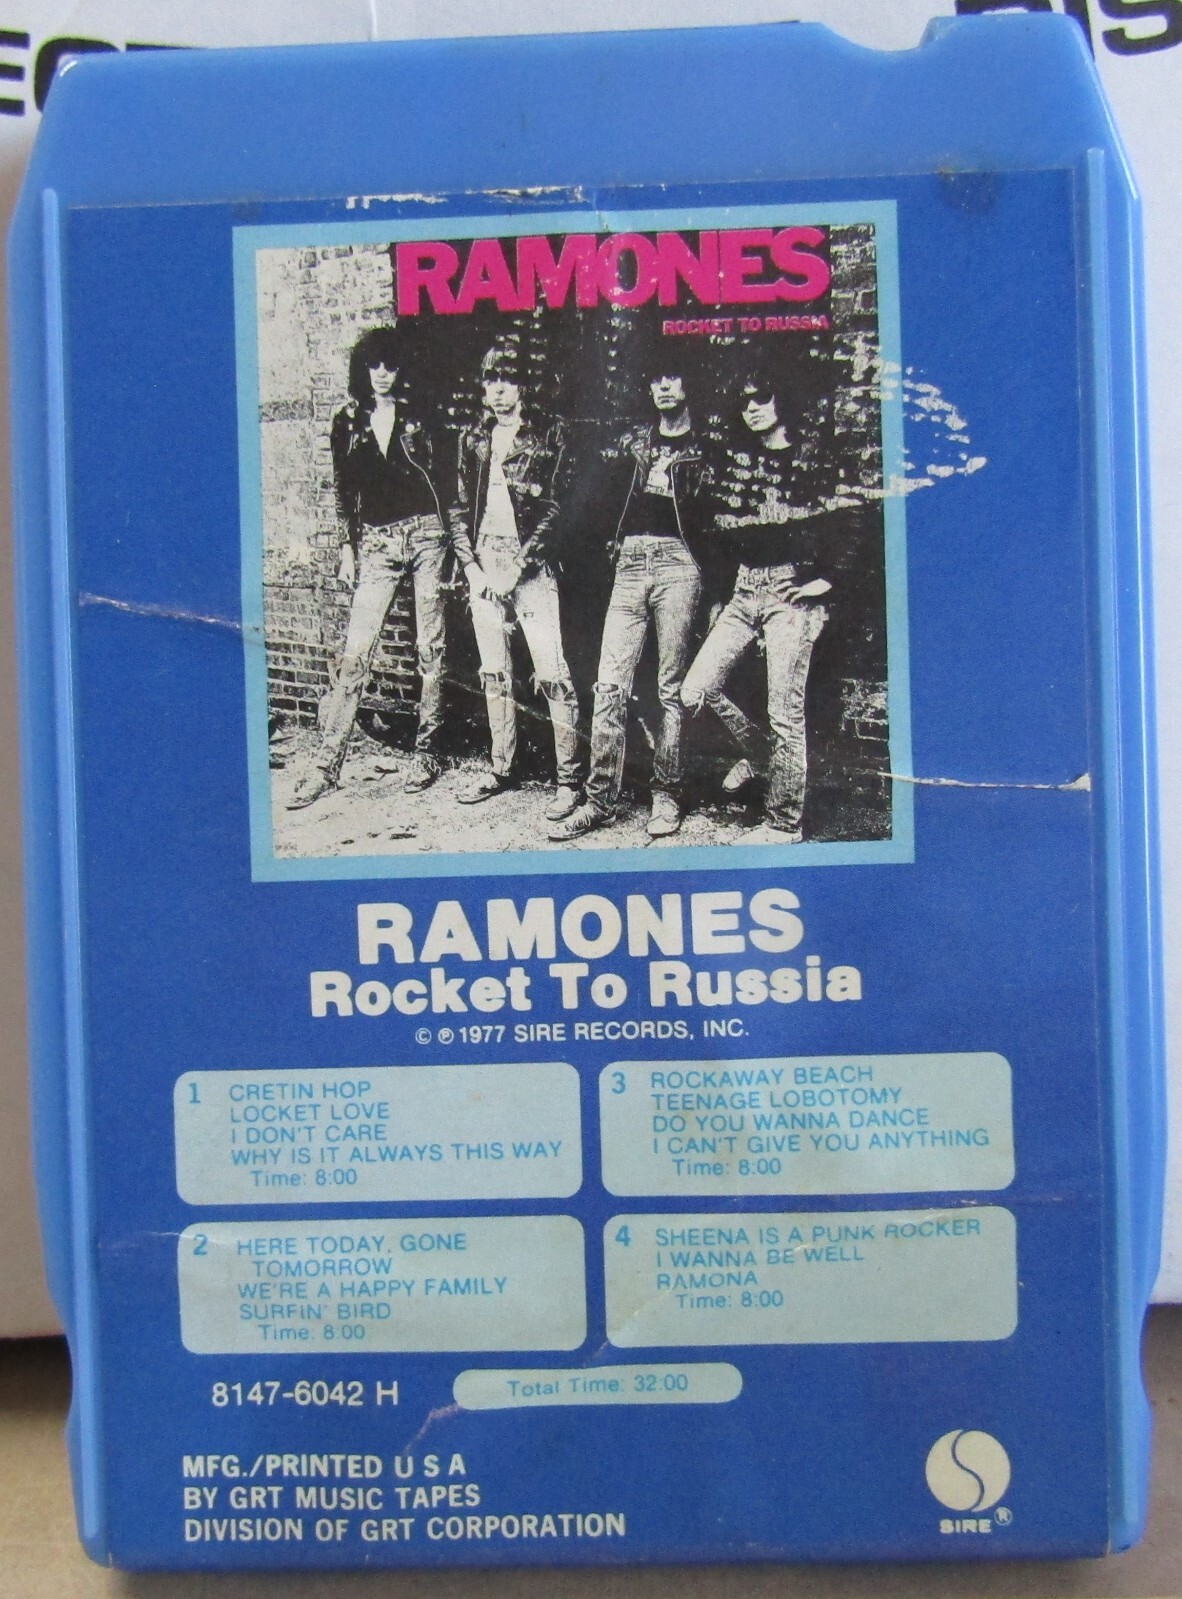 RAMONES
ROCKET TO RUSSIA
RAMONES
Rocket To Russia
© ℗ 1977 SIRE RECORDS, INC.
1 CRETIN HOP
LOCKET LOVE
I DON'T CARE
WHY IS IT ALWAYS THIS WAY
Time: 8:00
2 HERE TODAY, GONE
TOMORROW
WE'RE A HAPPY FAMILY
SURFIN' BIRD
Time: 8:00
3 ROCKAWAY BEACH
TEENAGE LOBOTOMY
DO YOU WANNA DANCE
I CAN'T GIVE YOU ANYTHING
Time: 8:00
4 SHEENA IS A PUNK ROCKER
I WANNA BE WELL
RAMONA
Time: 8:00
8147-6042 H
Total Time: 32:00
MFG./PRINTED U S A
BY GRT MUSIC TAPES
DIVISION OF GRT CORPORATION
SIRE®